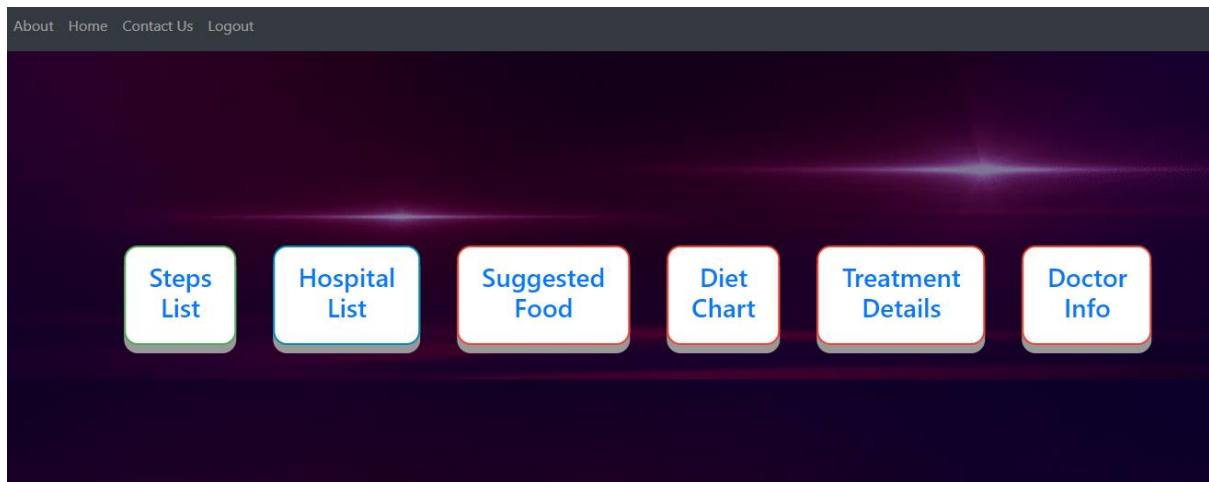 About Home Contact Us Logout
Steps
List
Hospital
List
Suggested
Food
Diet
Chart
Treatment
Details
Doctor
Info